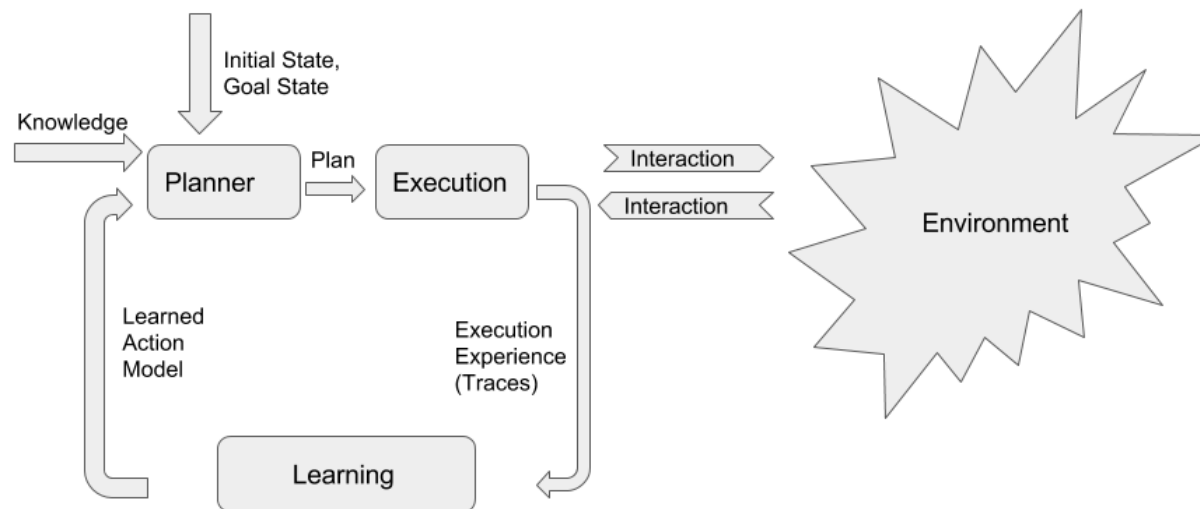 Initial State,
Goal State
Knowledge
Plan
Planner
Execution
Interaction
Interaction
Environment
Learned
Action
Model
Execution
Experience
(Traces)
Learning